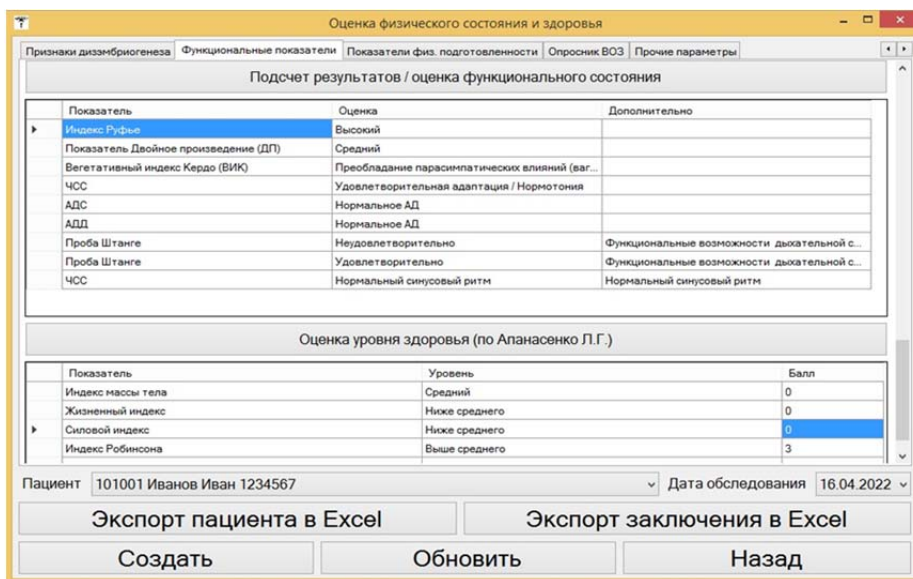 Оценка физического состояния и здоровья
Признаки дизэмбриогенеза Функциональные показатели Показатели физ. подготовленности Опросник ВОЗ Прочие параметры
Подсчет результатов / оценка функционального состояния
Показатель Оценка Дополнительно
Индекс Руфье Высокий
Показатель Двойное произведение (ДП) Средний
Вегетативный индекс Кердо (ВИК) Преобладание парасимпатических влияний (ваг...
ЧСС Удовлетворительная адаптация / Нормотония
АДС Нормальное АД
АДД Нормальное АД
Проба Штанге Неудовлетворительно Функциональные возможности дыхательной с...
Проба Штанге Удовлетворительно Функциональные возможности дыхательной с...
ЧСС Нормальный синусовый ритм Нормальный синусовый ритм
Оценка уровня здоровья (по Апанасенко Л.Г.)
Показатель Уровень Балл
Индекс массы тела Средний 0
Жизненный индекс Ниже среднего 0
Силовой индекс Ниже среднего 0
Индекс Робинсона Выше среднего 3
Пациент 101001 Иванов Иван 1234567 Дата обследования 16.04.2022
Экспорт пациента в Excel Экспорт заключения в Excel
Создать Обновить Назад